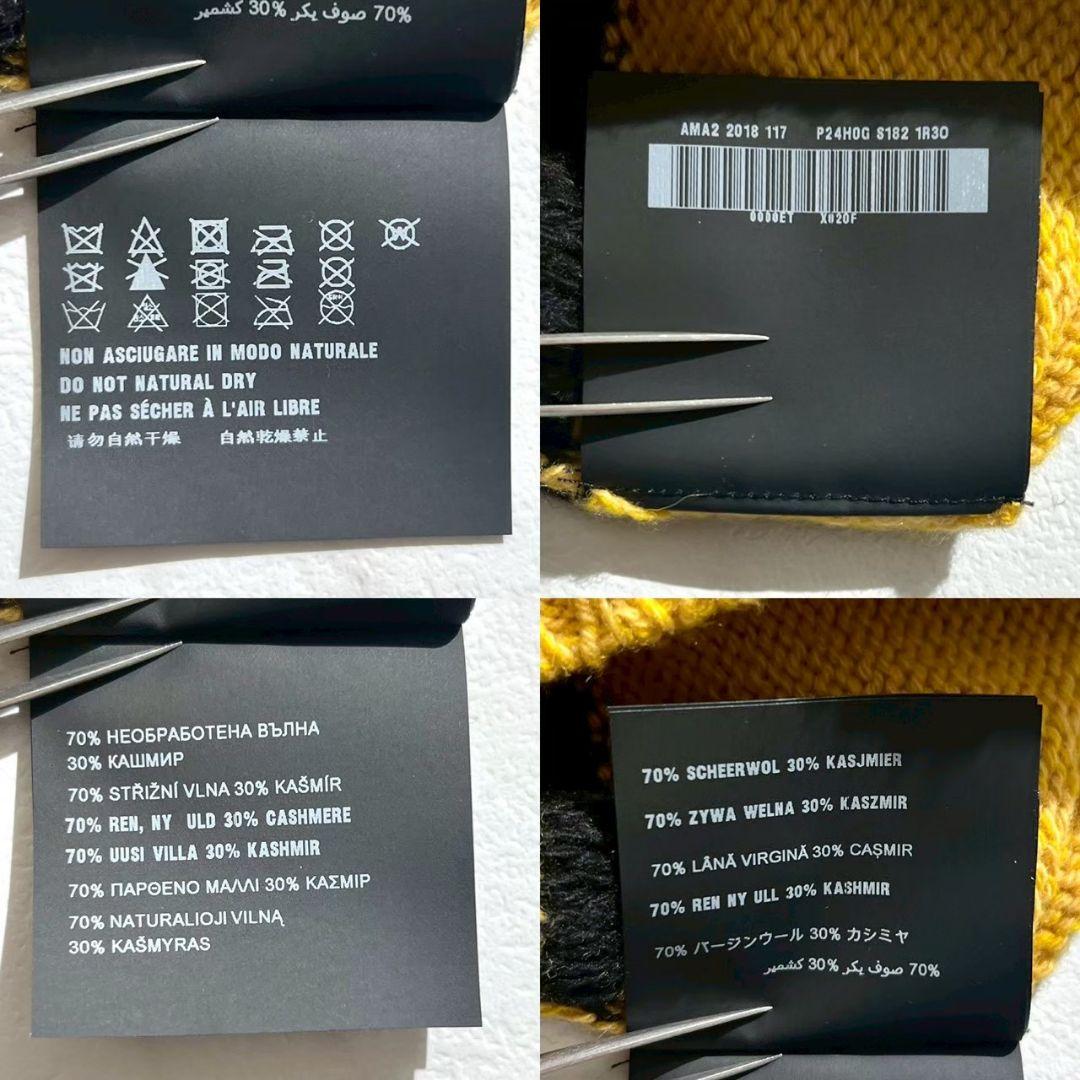 70% صوف يكر 30% كشمير
NON ASCIUGARE IN MODO NATURALE
DO NOT NATURAL DRY
NE PAS SÉCHER À L'AIR LIBRE
请勿自然干燥 自然乾燥禁止
AMA2 2018 117 P24H0G S182 1R30
0000ET X020F
70% НЕОБРАБОТЕНА ВЪЛНА
30% КАШМИР
70% STŘIŽNÍ VLNA 30% KAŠMÍR
70% REN, NY ULD 30% CASHMERE
70% UUSI VILLA 30% KASHMIR
70% ΠΑΡΘΕΝΟ ΜΑΛΛΙ 30% ΚΑΣΜΙΡ
70% NATURALIOJI VILNĄ
30% KAŠMYRAS
70% SCHEERWOL 30% KASJMIER
70% ZYWA WELNA 30% KASZMIR
70% LÂNĂ VIRGINĂ 30% CAȘMIR
70% REN NY ULL 30% KASHMIR
70% バージンウール 30% カシミヤ
70% صوف يكر 30% كشمير